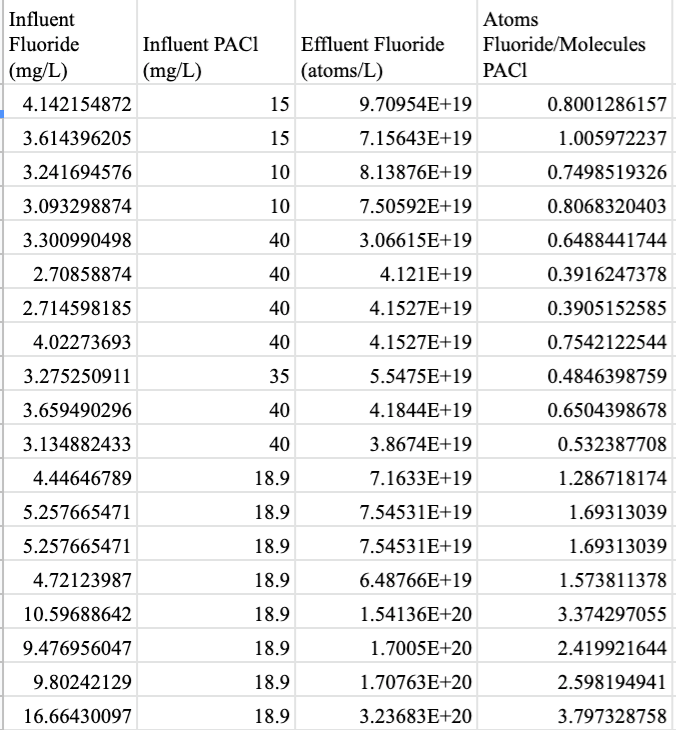 Influent Fluoride (mg/L) Influent PACl (mg/L) Effluent Fluoride (atoms/L) Atoms Fluoride/Molecules PACl
4.142154872 15 9.70954E+19 0.8001286157
3.614396205 15 7.15643E+19 1.005972237
3.241694576 10 8.13876E+19 0.7498519326
3.093298874 10 7.50592E+19 0.8068320403
3.300990498 40 3.06615E+19 0.6488441744
2.70858874 40 4.121E+19 0.3916247378
2.714598185 40 4.1527E+19 0.3905152585
4.02273693 40 4.1527E+19 0.7542122544
3.275250911 35 5.5475E+19 0.4846398759
3.659490296 40 4.1844E+19 0.6504398678
3.134882433 40 3.8674E+19 0.532387708
4.44646789 18.9 7.1633E+19 1.286718174
5.257665471 18.9 7.54531E+19 1.69313039
5.257665471 18.9 7.54531E+19 1.69313039
4.72123987 18.9 6.48766E+19 1.573811378
10.59688642 18.9 1.54136E+20 3.374297055
9.476956047 18.9 1.7005E+20 2.419921644
9.80242129 18.9 1.70763E+20 2.598194941
16.66430097 18.9 3.23683E+20 3.797328758